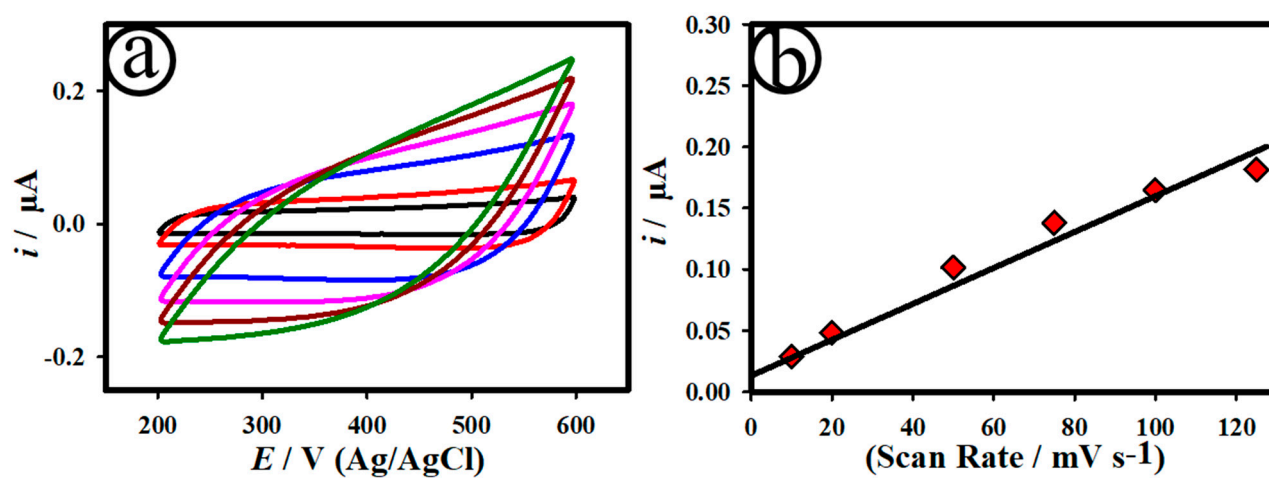 a
0.2
0.0
-0.2
i / μA
200 300 400 500 600
E / V (Ag/AgCl)
b
0.30
0.25
0.20
0.15
0.10
0.05
0.00
i / μA
0 20 40 60 80 100 120
(Scan Rate / mV s-1)